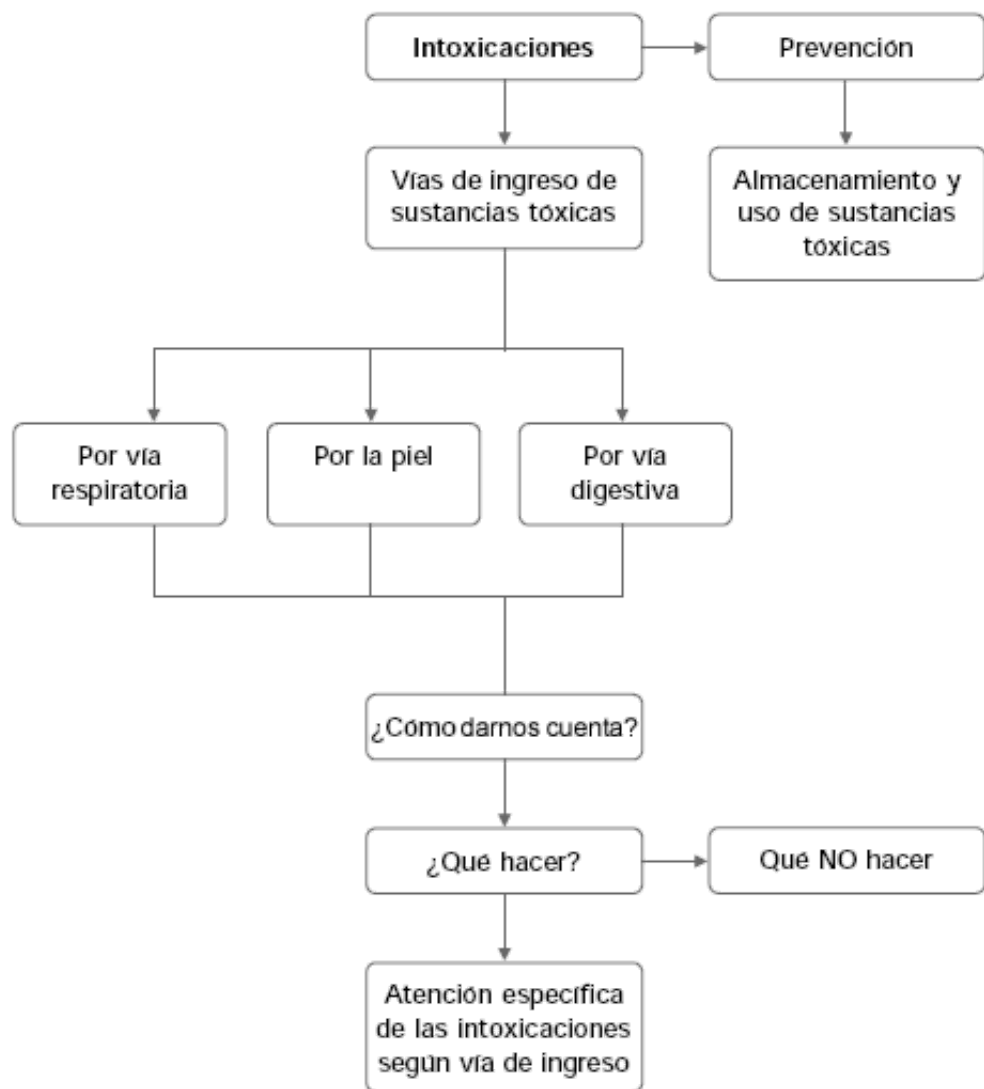 Intoxicaciones
Prevención
Vías de ingreso de
sustancias tóxicas
Almacenamiento y
uso de sustancias
tóxicas
Por vía
respiratoria
Por la piel
Por vía
digestiva
¿Cómo darnos cuenta?
¿Qué hacer?
Qué NO hacer
Atención específica
de las intoxicaciones
según vía de ingreso